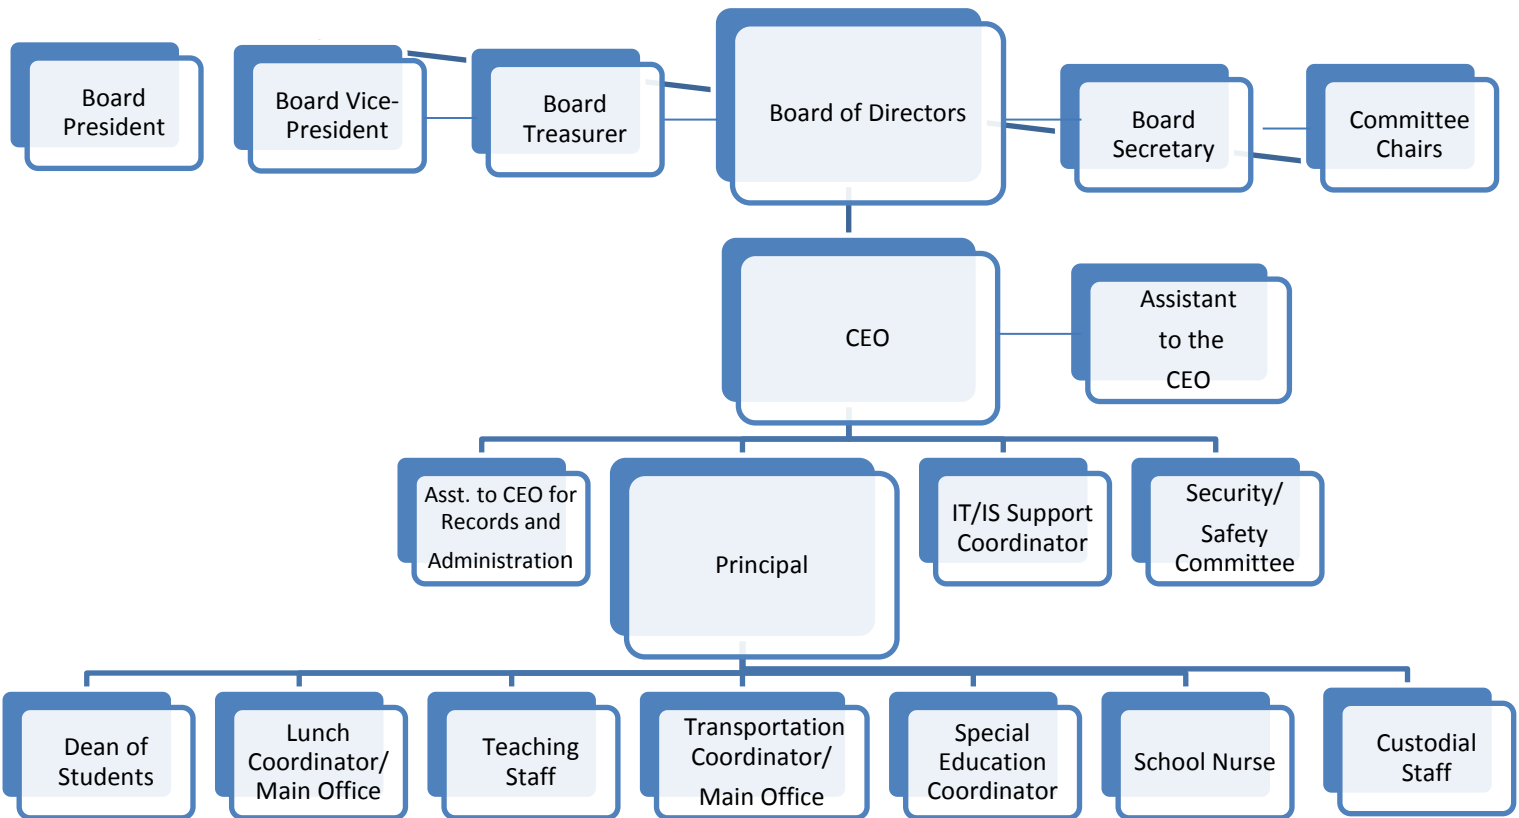 Board
President
Board Vice-
President
Board
Treasurer
Board of Directors
Board
Secretary
Committee
Chairs
CEO
Assistant
to the
CEO
Asst. to CEO for
Records and
Administration
Principal
IT/IS Support
Coordinator
Security/
Safety
Committee
Dean of
Students
Lunch
Coordinator/
Main Office
Teaching
Staff
Transportation
Coordinator/
Main Office
Special
Education
Coordinator
School Nurse
Custodial
Staff